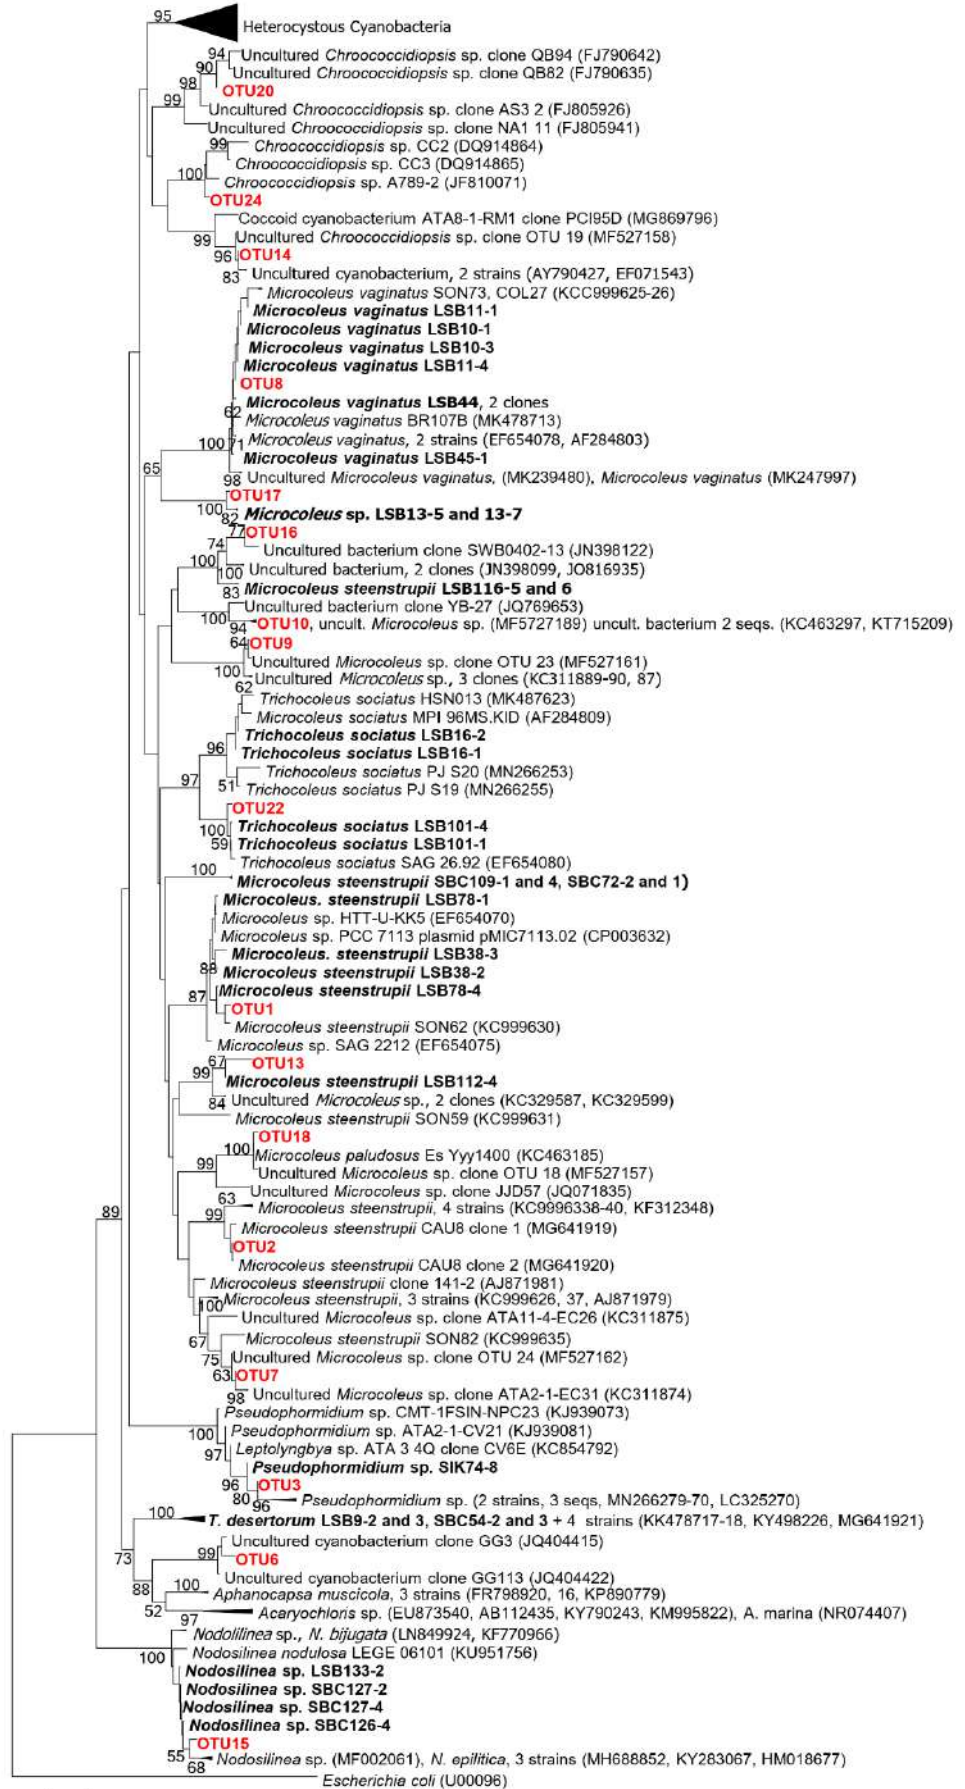 95
Heterocystous Cyanobacteria
94 Uncultured Chroococcidiopsis sp. clone QB94 (FJ790642)
90 Uncultured Chroococcidiopsis sp. clone QB82 (FJ790635)
98 OTU20
99 Uncultured Chroococcidiopsis sp. clone AS3 2 (FJ805926)
Uncultured Chroococcidiopsis sp. clone NA1 11 (FJ805941)
99 Chroococcidiopsis sp. CC2 (DQ914864)
Chroococcidiopsis sp. CC3 (DQ914865)
100 Chroococcidiopsis sp. A789-2 (JF810071)
OTU24
Coccoid cyanobacterium ATA8-1-RM1 clone PCI95D (MG869796)
99 Uncultured Chroococcidiopsis sp. clone OTU 19 (MF527158)
96 OTU14
83 Uncultured cyanobacterium, 2 strains (AY790427, EF071543)
Microcoleus vaginatus SON73, COL27 (KCC999625-26)
Microcoleus vaginatus LSB11-1
Microcoleus vaginatus LSB10-1
Microcoleus vaginatus LSB10-3
Microcoleus vaginatus LSB11-4
OTU8
Microcoleus vaginatus LSB44, 2 clones
62 Microcoleus vaginatus BR107B (MK478713)
100 71 Microcoleus vaginatus, 2 strains (EF654078, AF284803)
Microcoleus vaginatus LSB45-1
65 98 Uncultured Microcoleus vaginatus, (MK239480), Microcoleus vaginatus (MK247997)
OTU17
100 82 Microcoleus sp. LSB13-5 and 13-7
77 OTU16
74 Uncultured bacterium clone SWB0402-13 (JN398122)
100 100 Uncultured bacterium, 2 clones (JN398099, JO816935)
83 Microcoleus steenstrupii LSB116-5 and 6
Uncultured bacterium clone YB-27 (JQ769653)
100 94 OTU10, uncult. Microcoleus sp. (MF5727189) uncult. bacterium 2 seqs. (KC463297, KT715209)
64 OTU9
Uncultured Microcoleus sp. clone OTU 23 (MF527161)
100 Uncultured Microcoleus sp., 3 clones (KC311889-90, 87)
62 Trichocoleus sociatus HSN013 (MK487623)
Microcoleus sociatus MPI 96MS.KID (AF284809)
Trichocoleus sociatus LSB16-2
96 Trichocoleus sociatus LSB16-1
Trichocoleus sociatus PJ S20 (MN266253)
97 51 Trichocoleus sociatus PJ S19 (MN266255)
OTU22
100 Trichocoleus sociatus LSB101-4
59 Trichocoleus sociatus LSB101-1
Trichocoleus sociatus SAG 26.92 (EF654080)
100 Microcoleus steenstrupii SBC109-1 and 4, SBC72-2 and 1)
Microcoleus. steenstrupii LSB78-1
Microcoleus sp. HTT-U-KK5 (EF654070)
Microcoleus sp. PCC 7113 plasmid pMIC7113.02 (CP003632)
Microcoleus. steenstrupii LSB38-3
88 Microcoleus steenstrupii LSB38-2
Microcoleus steenstrupii LSB78-4
87 OTU1
Microcoleus steenstrupii SON62 (KC999630)
Microcoleus sp. SAG 2212 (EF654075)
67 OTU13
99 Microcoleus steenstrupii LSB112-4
84 Uncultured Microcoleus sp., 2 clones (KC329587, KC329599)
Microcoleus steenstrupii SON59 (KC999631)
OTU18
100 Microcoleus paludosus Es Yyy1400 (KC463185)
99 Uncultured Microcoleus sp. clone OTU 18 (MF527157)
Uncultured Microcoleus sp. clone JJD57 (JQ071835)
63 Microcoleus steenstrupii, 4 strains (KC9996338-40, KF312348)
89 99 Microcoleus steenstrupii CAU8 clone 1 (MG641919)
OTU2
Microcoleus steenstrupii CAU8 clone 2 (MG641920)
Microcoleus steenstrupii clone 141-2 (AJ871981)
100 Microcoleus steenstrupii, 3 strains (KC999626, 37, AJ871979)
Uncultured Microcoleus sp. clone ATA11-4-EC26 (KC311875)
67 Microcoleus steenstrupii SON82 (KC999635)
75 Uncultured Microcoleus sp. clone OTU 24 (MF527162)
63 OTU7
98 Uncultured Microcoleus sp. clone ATA2-1-EC31 (KC311874)
Pseudophormidium sp. CMT-1FSIN-NPC23 (KJ939073)
100 Pseudophormidium sp. ATA2-1-CV21 (KJ939081)
97 Leptolyngbya sp. ATA 3 4Q clone CV6E (KC854792)
Pseudophormidium sp. SIK74-8
96 OTU3
80 96 Pseudophormidium sp. (2 strains, 3 seqs, MN266279-70, LC325270)
100 T. desertorum LSB9-2 and 3, SBC54-2 and 3 + 4 strains (KK478717-18, KY498226, MG641921)
Uncultured cyanobacterium clone GG3 (JQ404415)
73 99 OTU6
Uncultured cyanobacterium clone GG113 (JQ404422)
88 100 Aphanocapsa muscicola, 3 strains (FR798920, 16, KP890779)
52 97 Acaryochloris sp. (EU873540, AB112435, KY790243, KM995822), A. marina (NR074407)
Nodolilinea sp., N. bijugata (LN849924, KF770966)
100 Nodosilinea nodulosa LEGE 06101 (KU951756)
Nodosilinea sp. LSB133-2
Nodosilinea sp. SBC127-2
Nodosilinea sp. SBC127-4
Nodosilinea sp. SBC126-4
OTU15
55 68 Nodosilinea sp. (MF002061), N. epilitica, 3 strains (MH688852, KY283067, HM018677)
Escherichia coli (U00096)